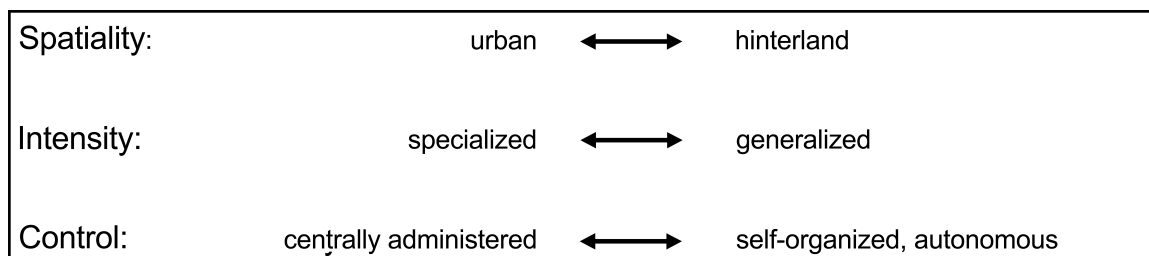 Spatiality: urban hinterland
Intensity: specialized generalized
Control: centrally administered self-organized, autonomous